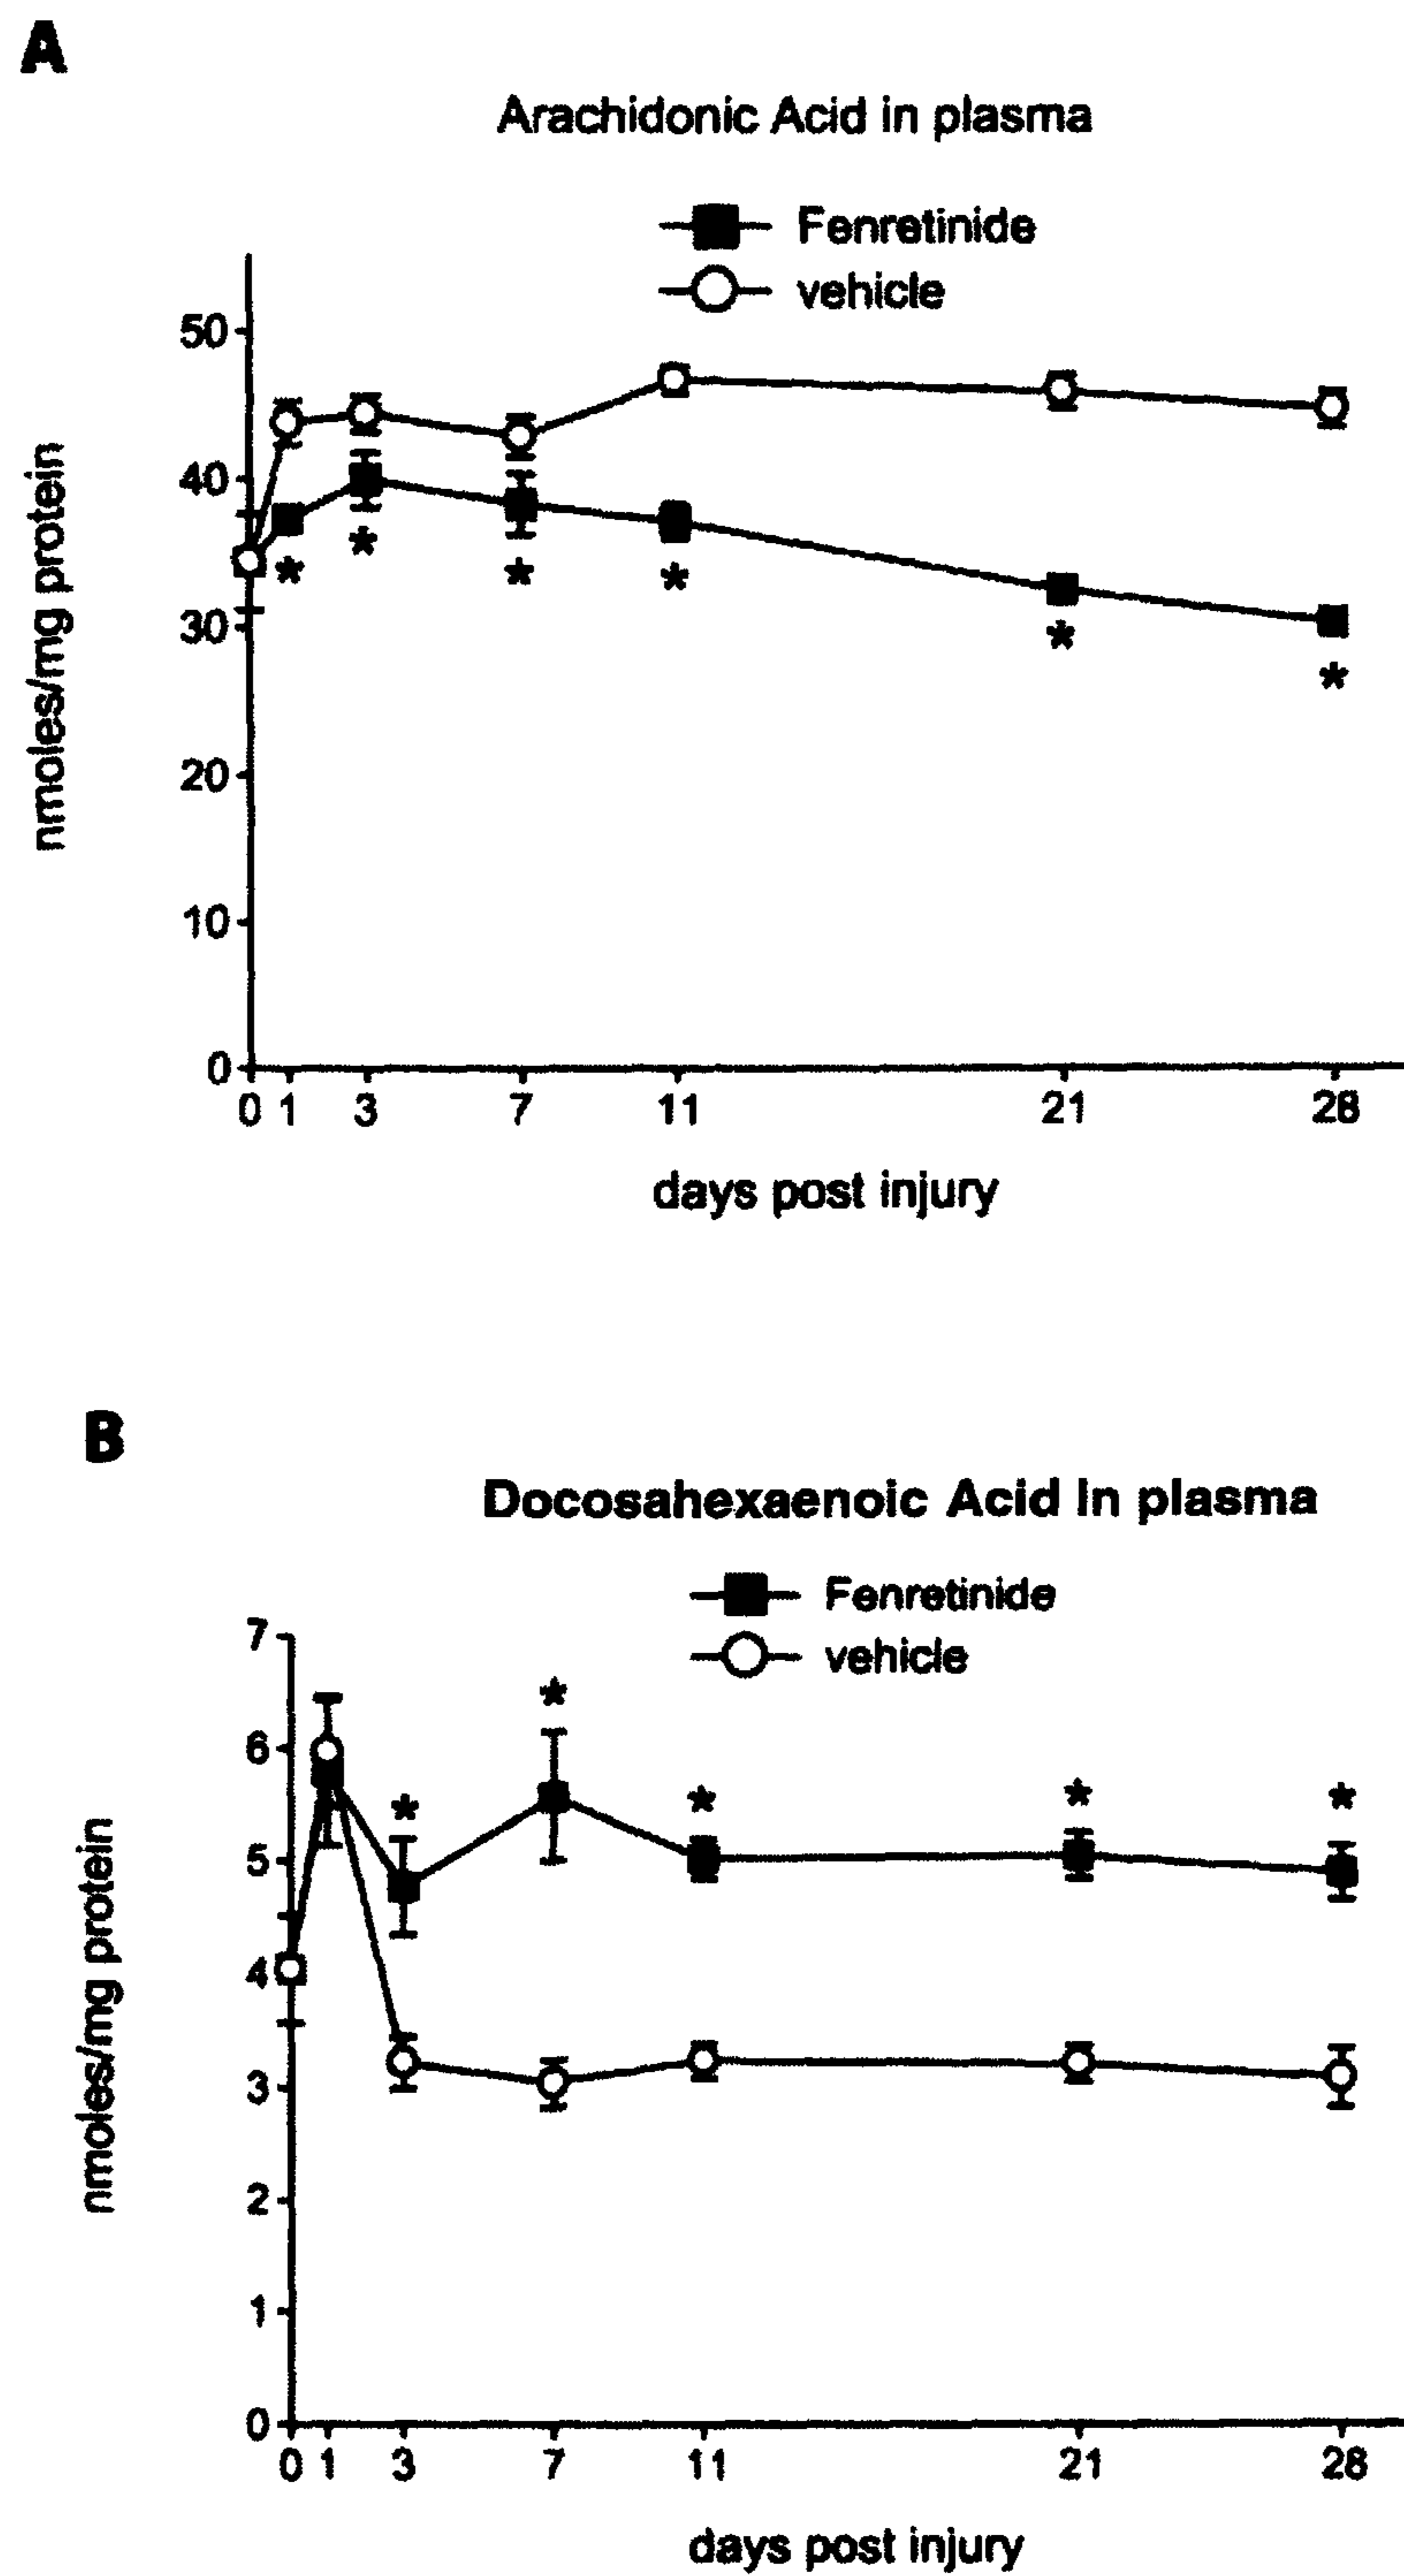 A
Arachidonic Acid in plasma
Fenretinide
vehicle
50
40
30
20
10
0
nmoles/mg protein
* * * * * *
0 1 3 7 11 21 28
days post injury
B
Docosahexaenoic Acid In plasma
Fenretinide
vehicle
7
6
5
4
3
2
1
0
nmoles/mg protein
* * * * *
0 1 3 7 11 21 28
days post injury